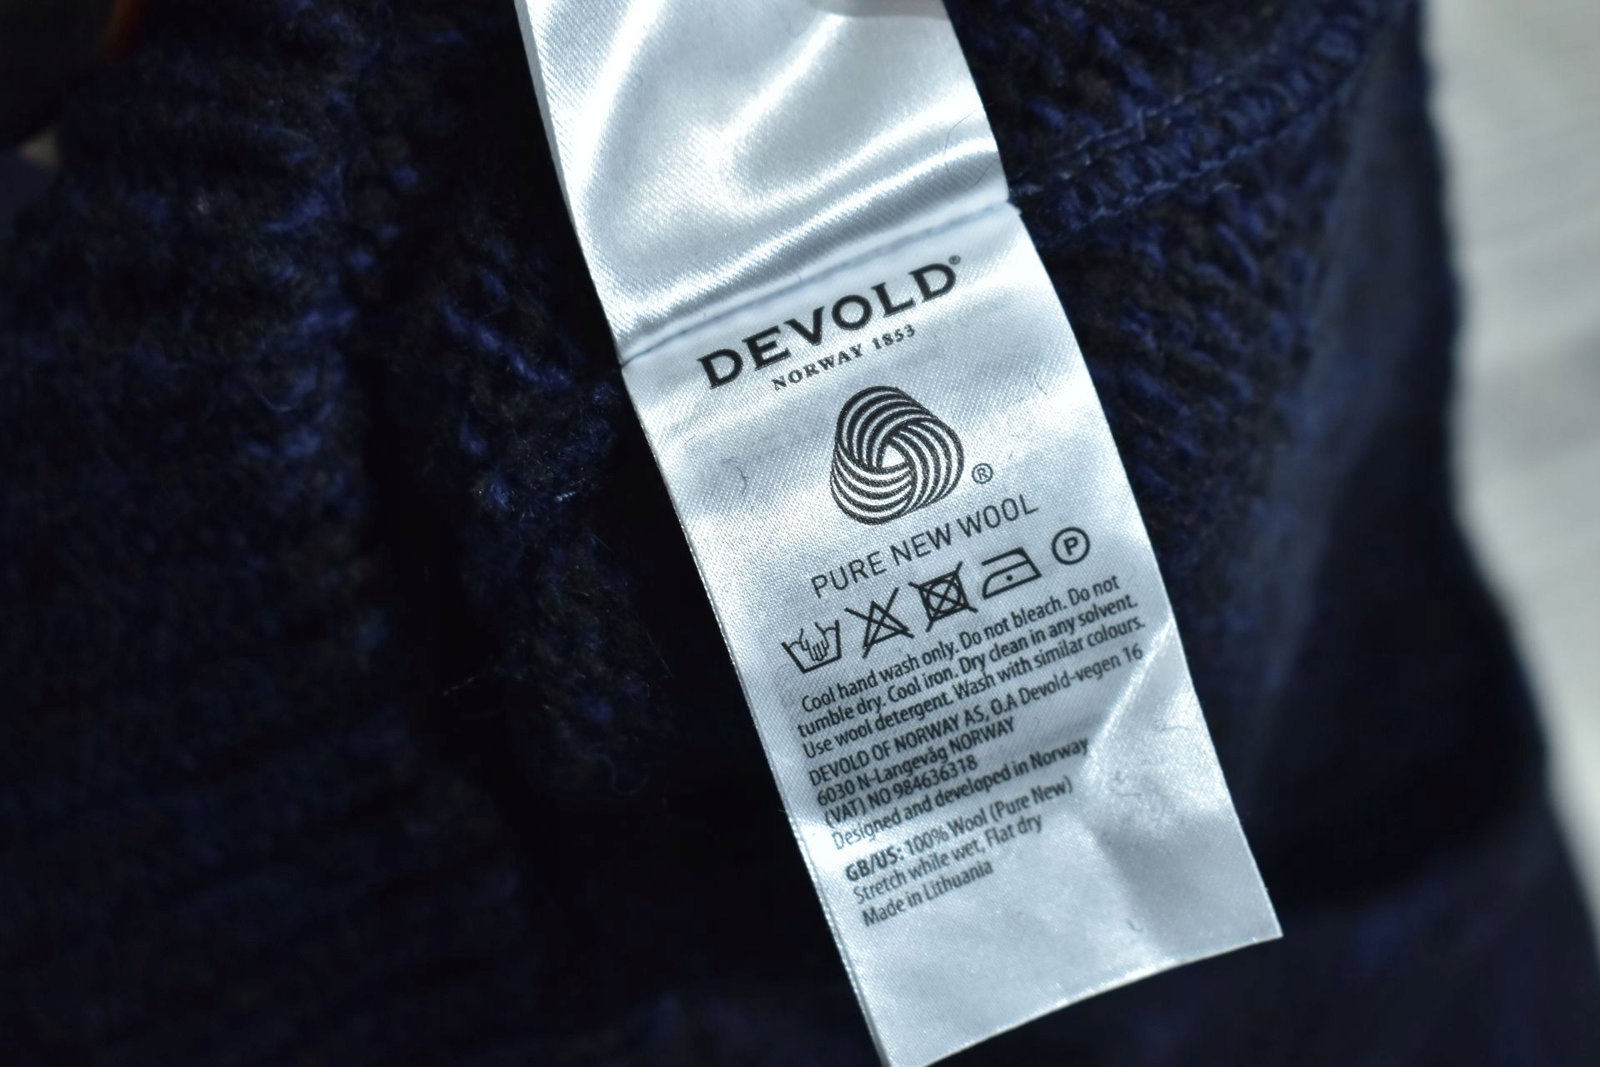 DEVOLD®
NORWAY 1853
®
PURE NEW WOOL
P
Cool hand wash only. Do not bleach. Do not
tumble dry. Cool iron. Dry clean in any solvent.
Use wool detergent. Wash with similar colours.
DEVOLD OF NORWAY AS, O.A Devold-vegen 16
6030 N-Langevåg NORWAY
(VAT) NO 984636318
Designed and developed in Norway
GB/US: 100% Wool (Pure New)
Stretch while wet, Flat dry
Made in Lithuania